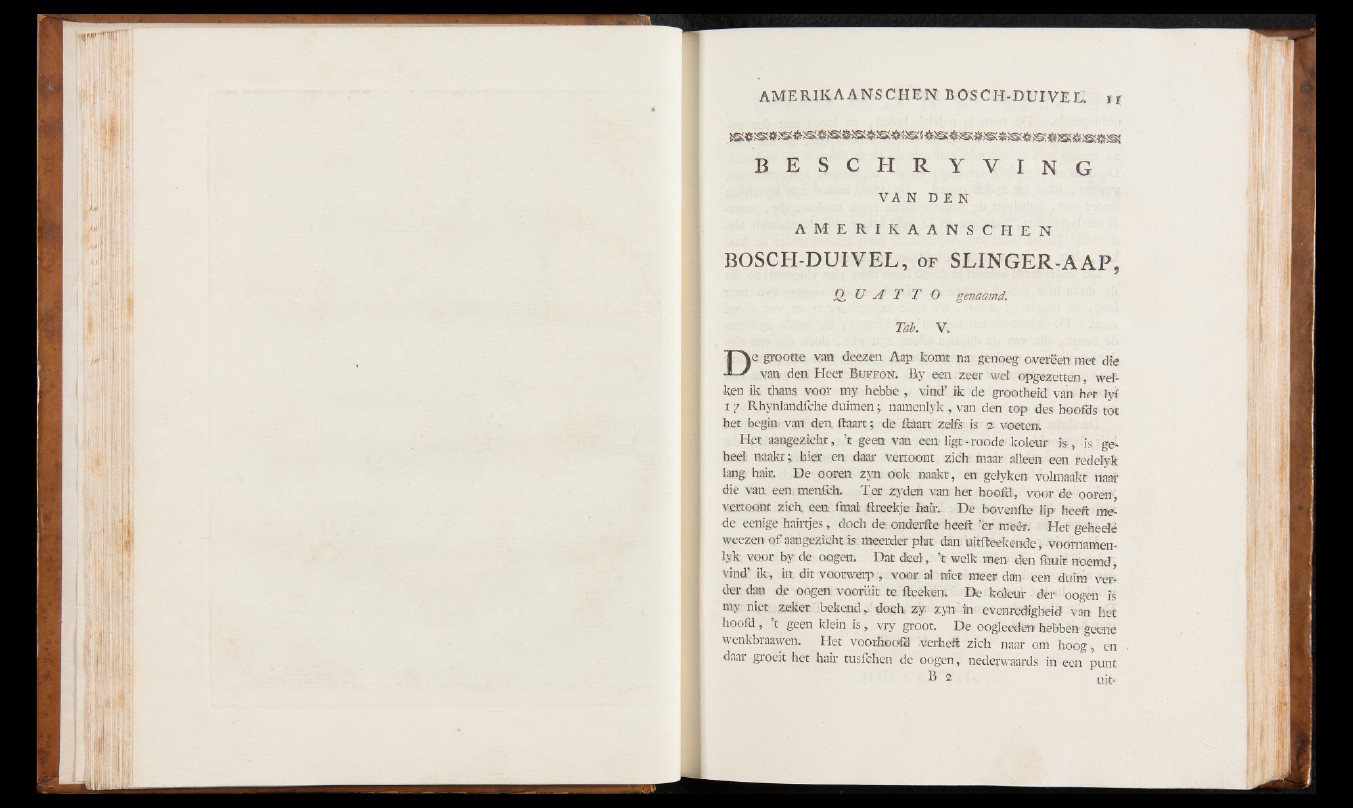 AMERIKAANSCHEN BOSCH-DUIVEL. 11
BESCHRYVING
VAN DEN
AMERIKAANSCHEN
BOSCH-DUIVEL, OF SLINGER-AAP,
QUATTO genaamd.
Tab. V.
De grootte van deezen Aap komt na genoeg overëen met die
van den Heer BUFFON. By een zeer wel opgezetten, wel-
ken ik thans voor my hebbe, vind' ik de grootheid van het lyf
17 Rhynlandſche duimen; namenlyk, van den top des hoofds tot
het begin van den ſtaart; de ſtaart zelfs is 2 voeten.
Het aangezicht, 't geen van een ligt-roode koleur is, is ge-
heel naakt; hier en daar vertoont zich maar alleen een redelyk
lang hair. De ooren zyn ook naakt, en gelyken volmaakt naar
die van een menſch. Ter zyden van het hoofd, voor de ooren,
vertoont zich een ſmal ſtreekje hair. De bovenſte lip heeft me-
de eenige hairtjes, doch de onderſte heeft 'er meér. Het geheele
weezen of aangezicht is meerder plat dan uitſteekende, voornamen-
lyk voor by de oogen. Dat deel, 't welk men den ſnuit noemd,
vind' ik, in dit voorwerp, voor al niet meer dan een duim ver-
der dan de oogen vooruit te ſteeken. De koleur der oogen is
my niet zeker bekend, doch zy zyn in evenredigheid van het
hoofd, 't geen klein is, vry groot. De oogleeden hebben geene
wenkbraawen. Het voorhoofd verheft zich naar om hoog, en
daar groeit het hair tusſchen de oogen, nederwaards in een punt
B 2 uit-